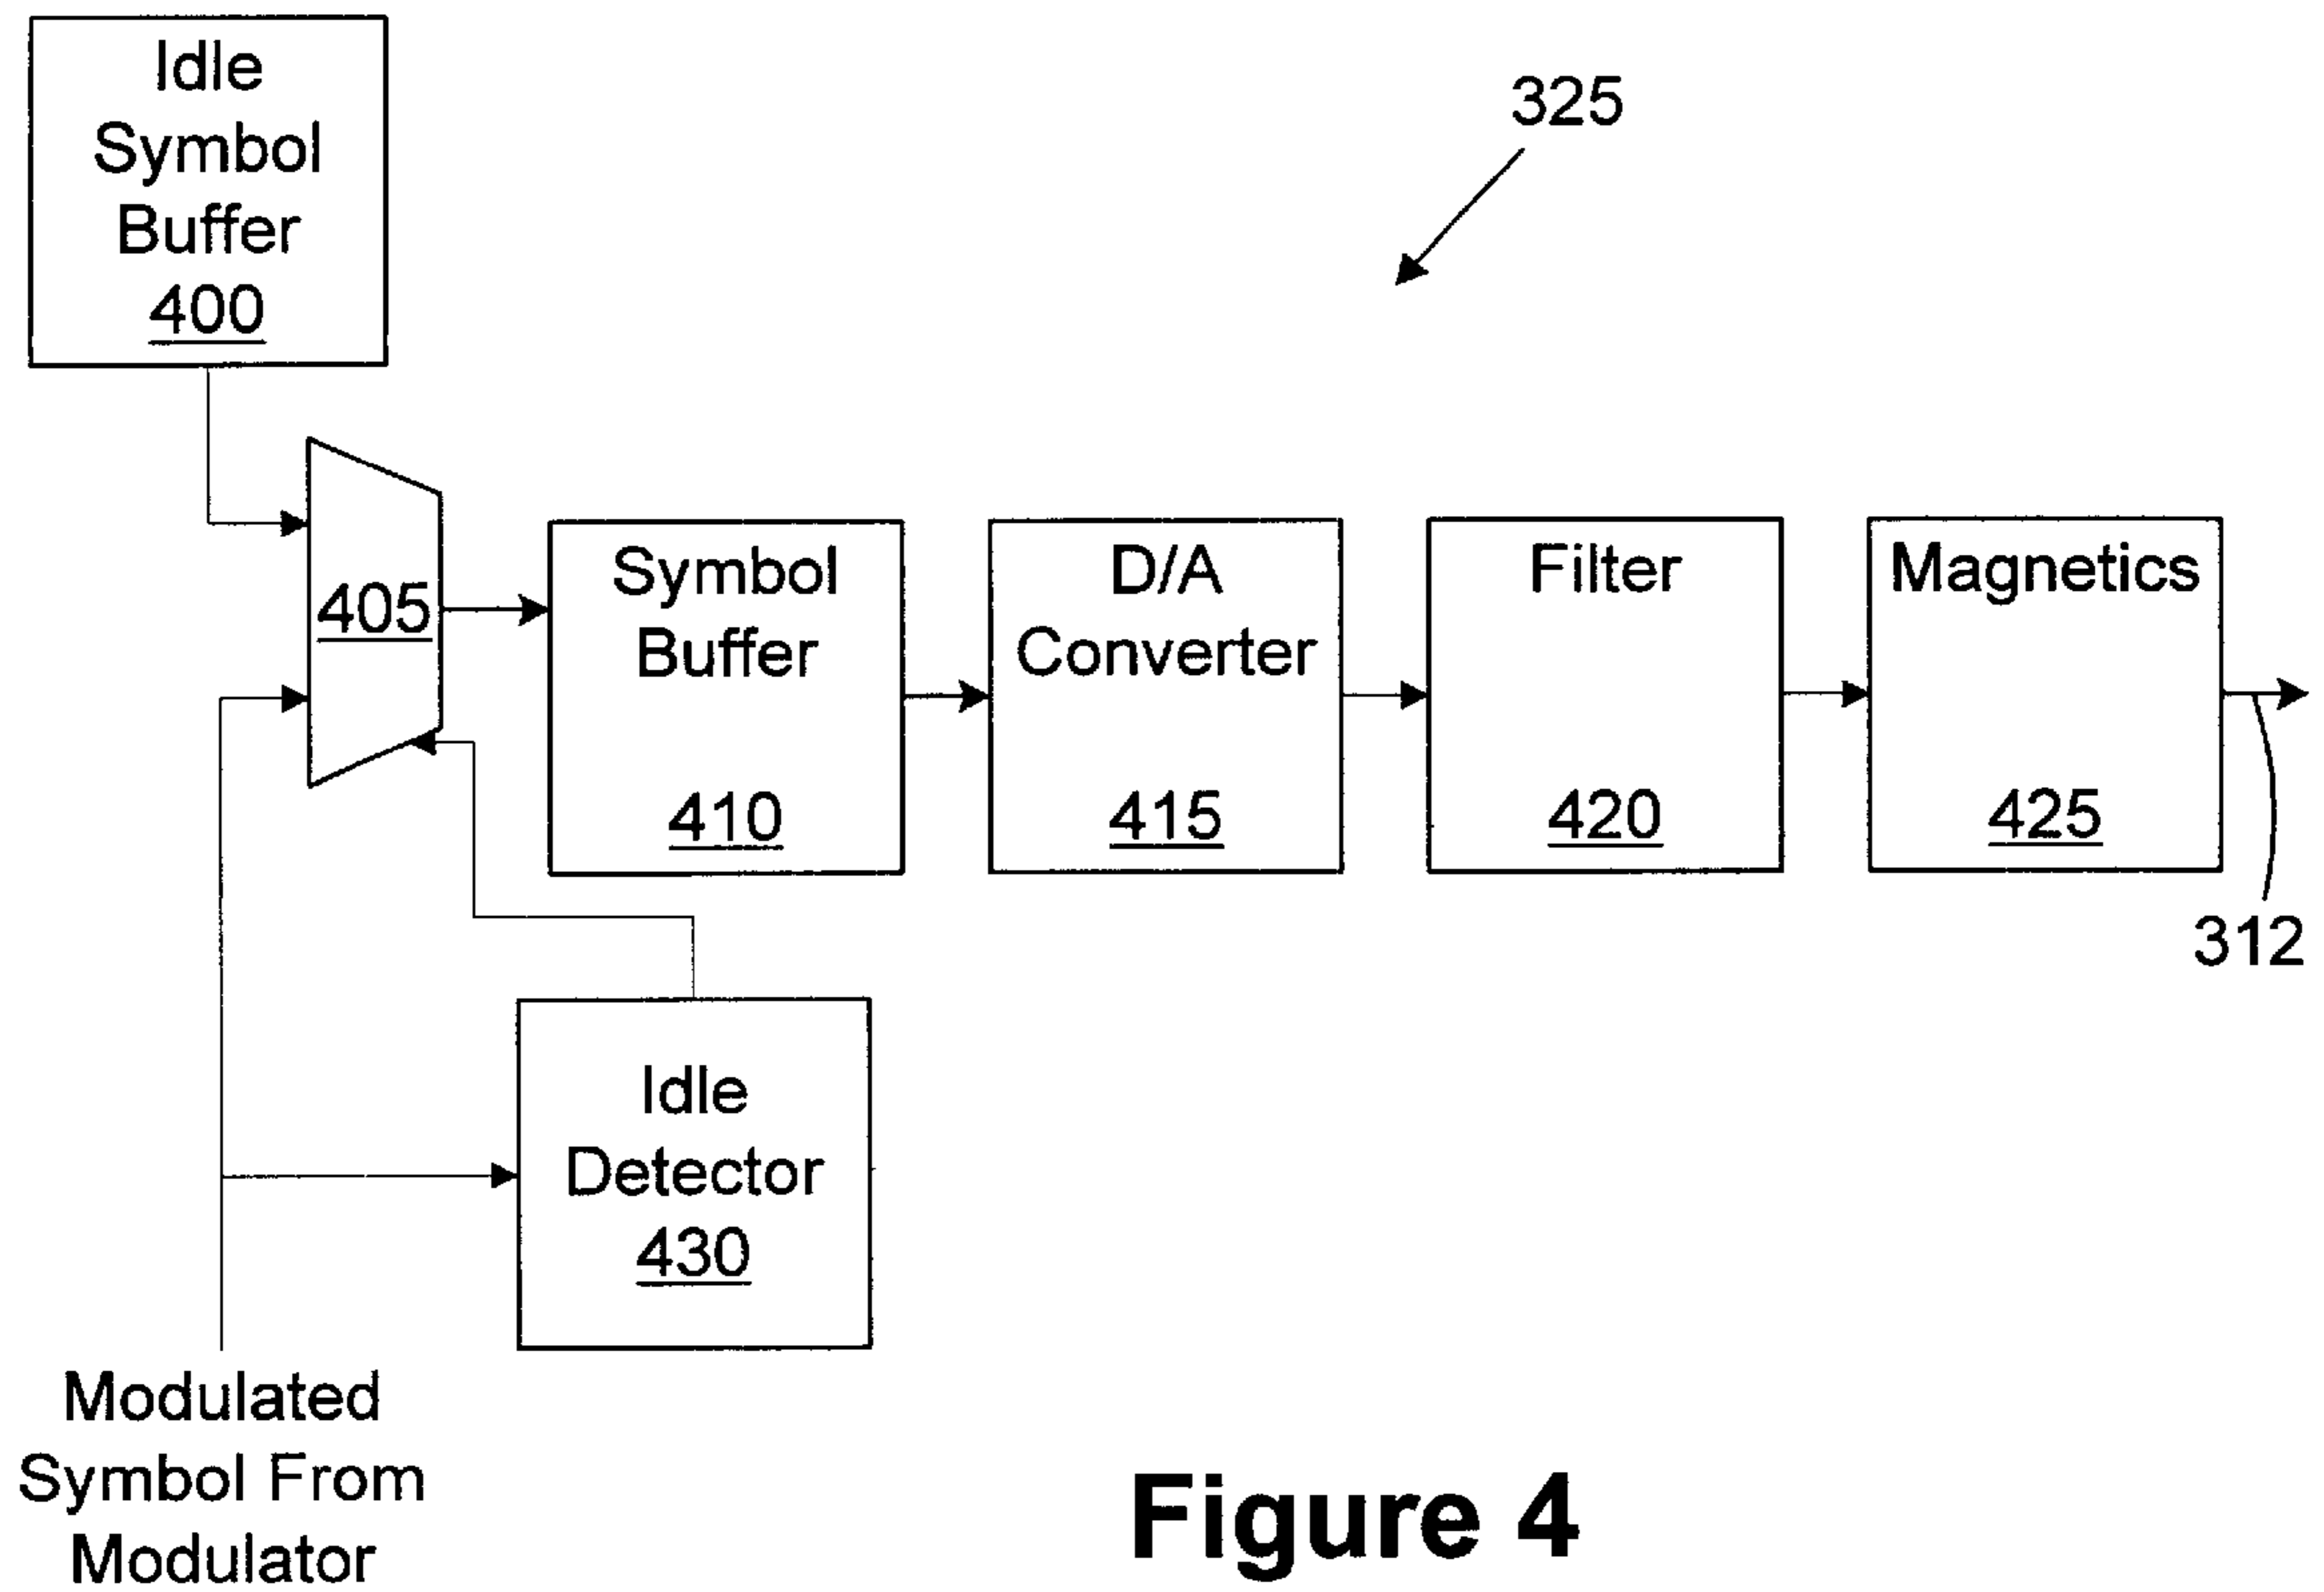 Idle
Symbol
Buffer
400
325
405
Symbol
Buffer
410
D/A
Converter
415
Filter
420
Magnetics
425
312
Idle
Detector
430
Modulated
Symbol From
Modulator
Figure 4